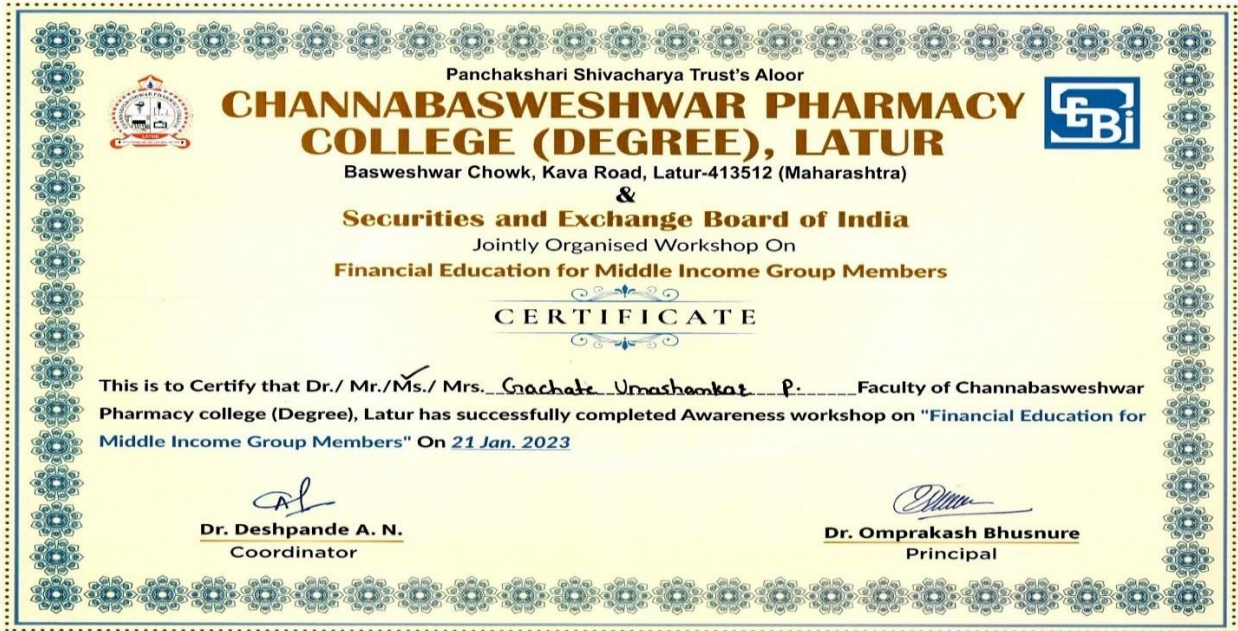 Panchakshari Shivacharya Trust's Aloor
CHANNABASWESHWAR PHARMACY
COLLEGE (DEGREE), LATUR
Basweshwar Chowk, Kava Road, Latur-413512 (Maharashtra)
&
Securities and Exchange Board of India
Jointly Organised Workshop On
Financial Education for Middle Income Group Members
CERTIFICATE
This is to Certify that Dr./ Mr./Ms./ Mrs. Gachate Umashankar P. Faculty of Channabasweshwar
Pharmacy college (Degree), Latur has successfully completed Awareness workshop on "Financial Education for
Middle Income Group Members" On 21 Jan. 2023
Dr. Deshpande A. N.
Coordinator
Dr. Omprakash Bhusnure
Principal
LATUR
SEBI